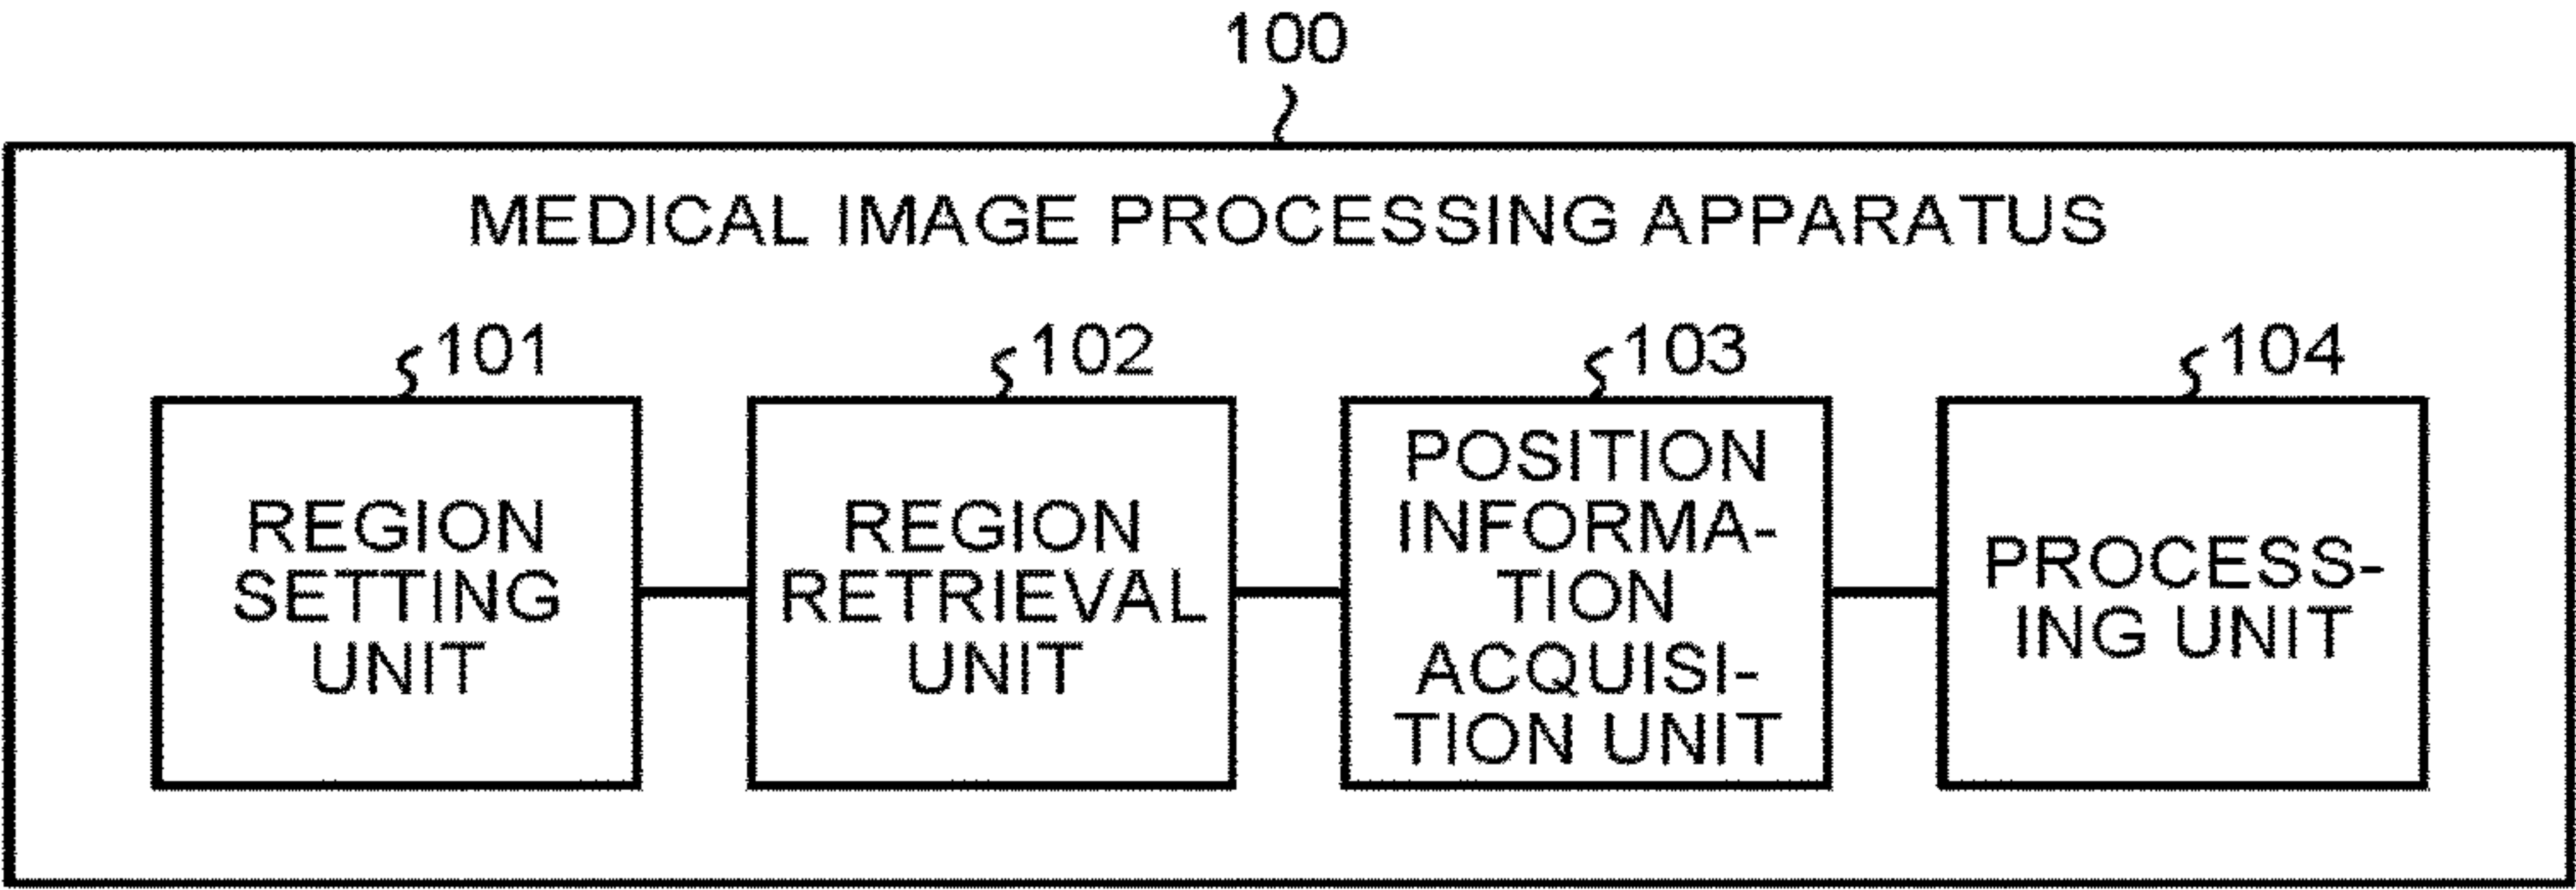 100
MEDICAL IMAGE PROCESSING APPARATUS
101
REGION
SETTING
UNIT
102
REGION
RETRIEVAL
UNIT
103
POSITION
INFORMA-
TION
ACQUISI-
TION UNIT
104
PROCESS-
ING UNIT